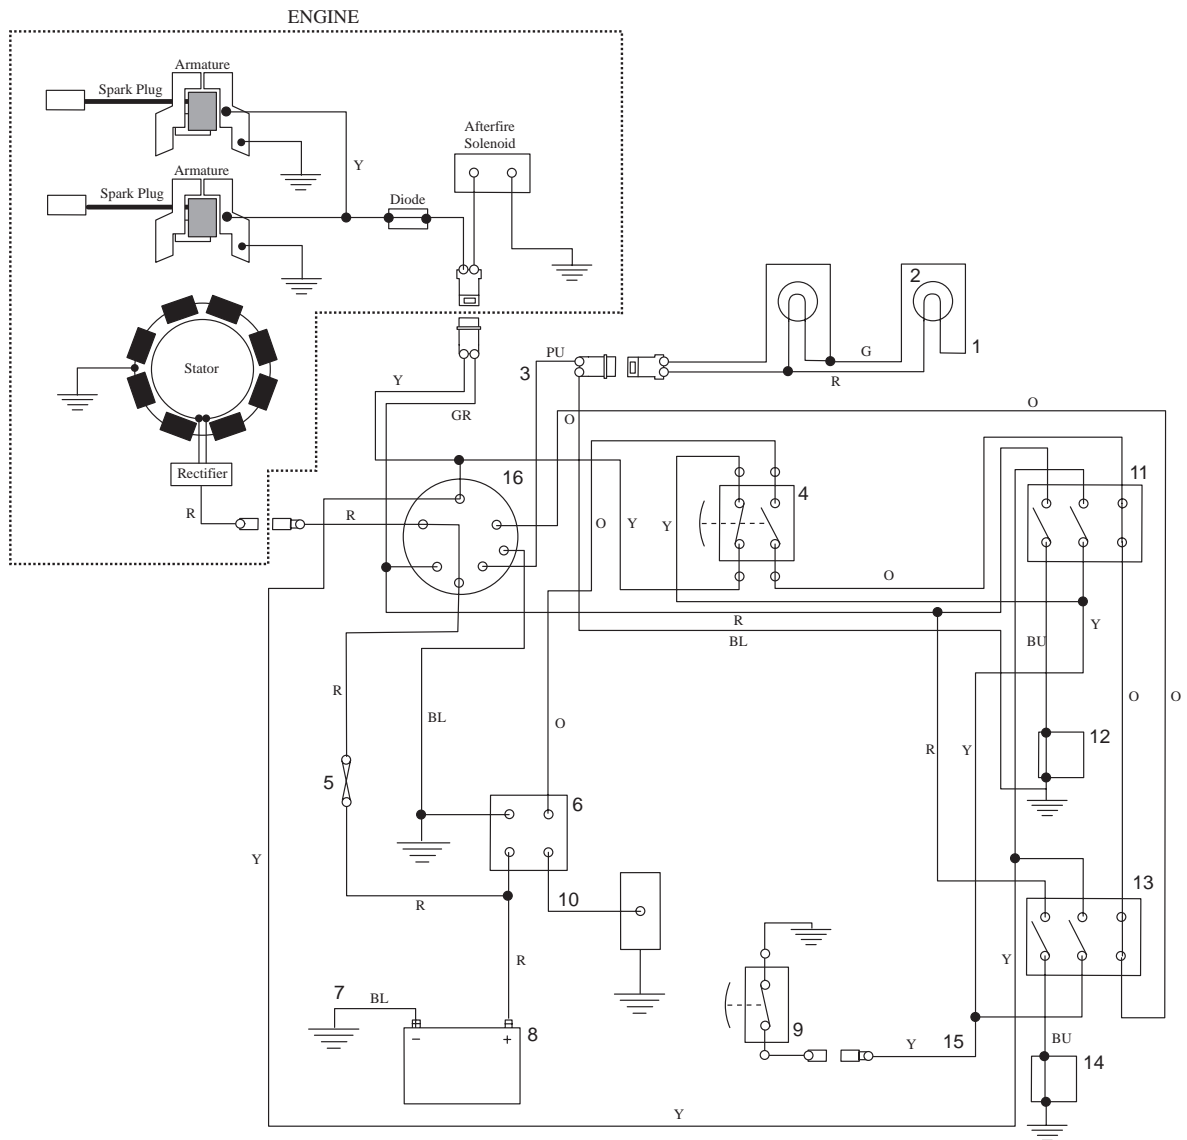 ENGINE
Armature
Spark Plug
Afterfire
Solenoid
Y
Armature
Spark Plug
Diode
2
G
1
PU
3
R
Stator
Y
GR
O
O
Rectifier
16
4
11
R
R
O
Y
Y
O
R
BL
BU
Y
R
BL
O
R
Y
O
O
12
5
6
Y
10
R
13
R
Y
7
BL
8
− +
9
Y
15
BU
14
Y